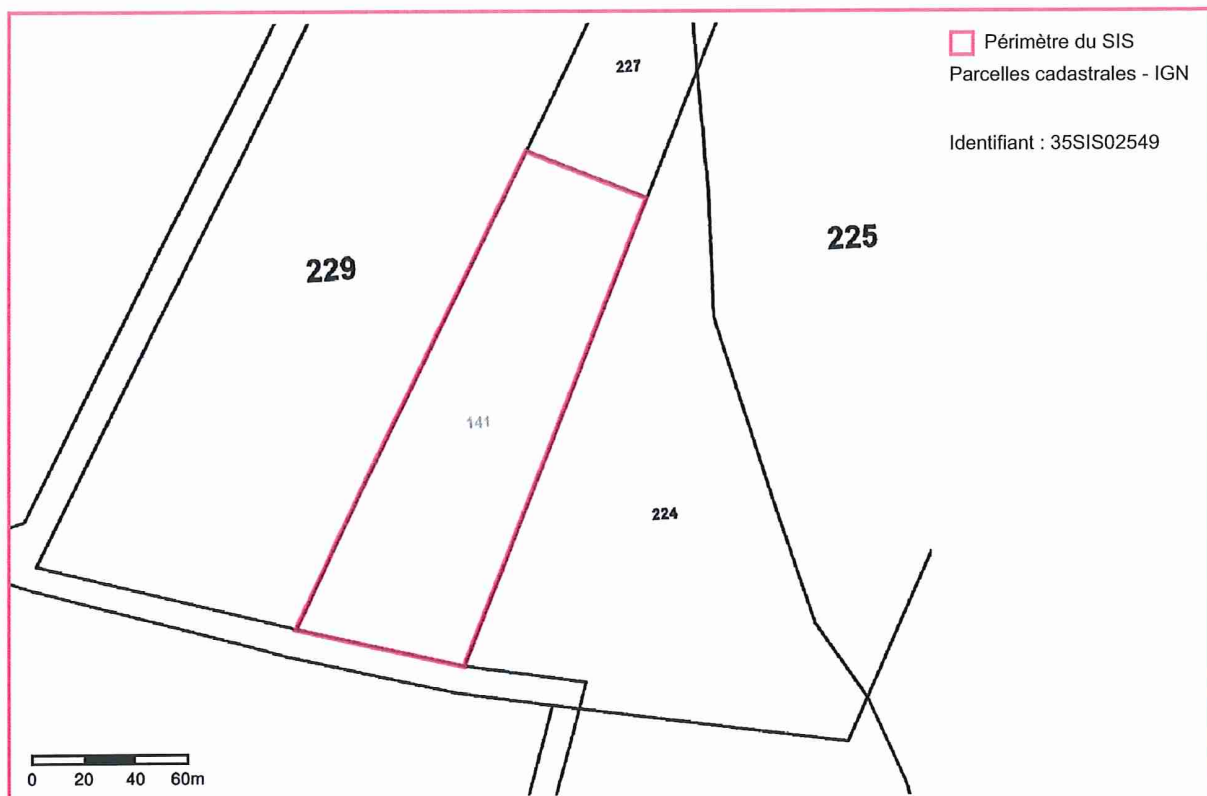 Périmètre du SIS
Parcelles cadastrales - IGN
Identifiant : 35SIS02549
227
225
229
141
224
0 20 40 60m